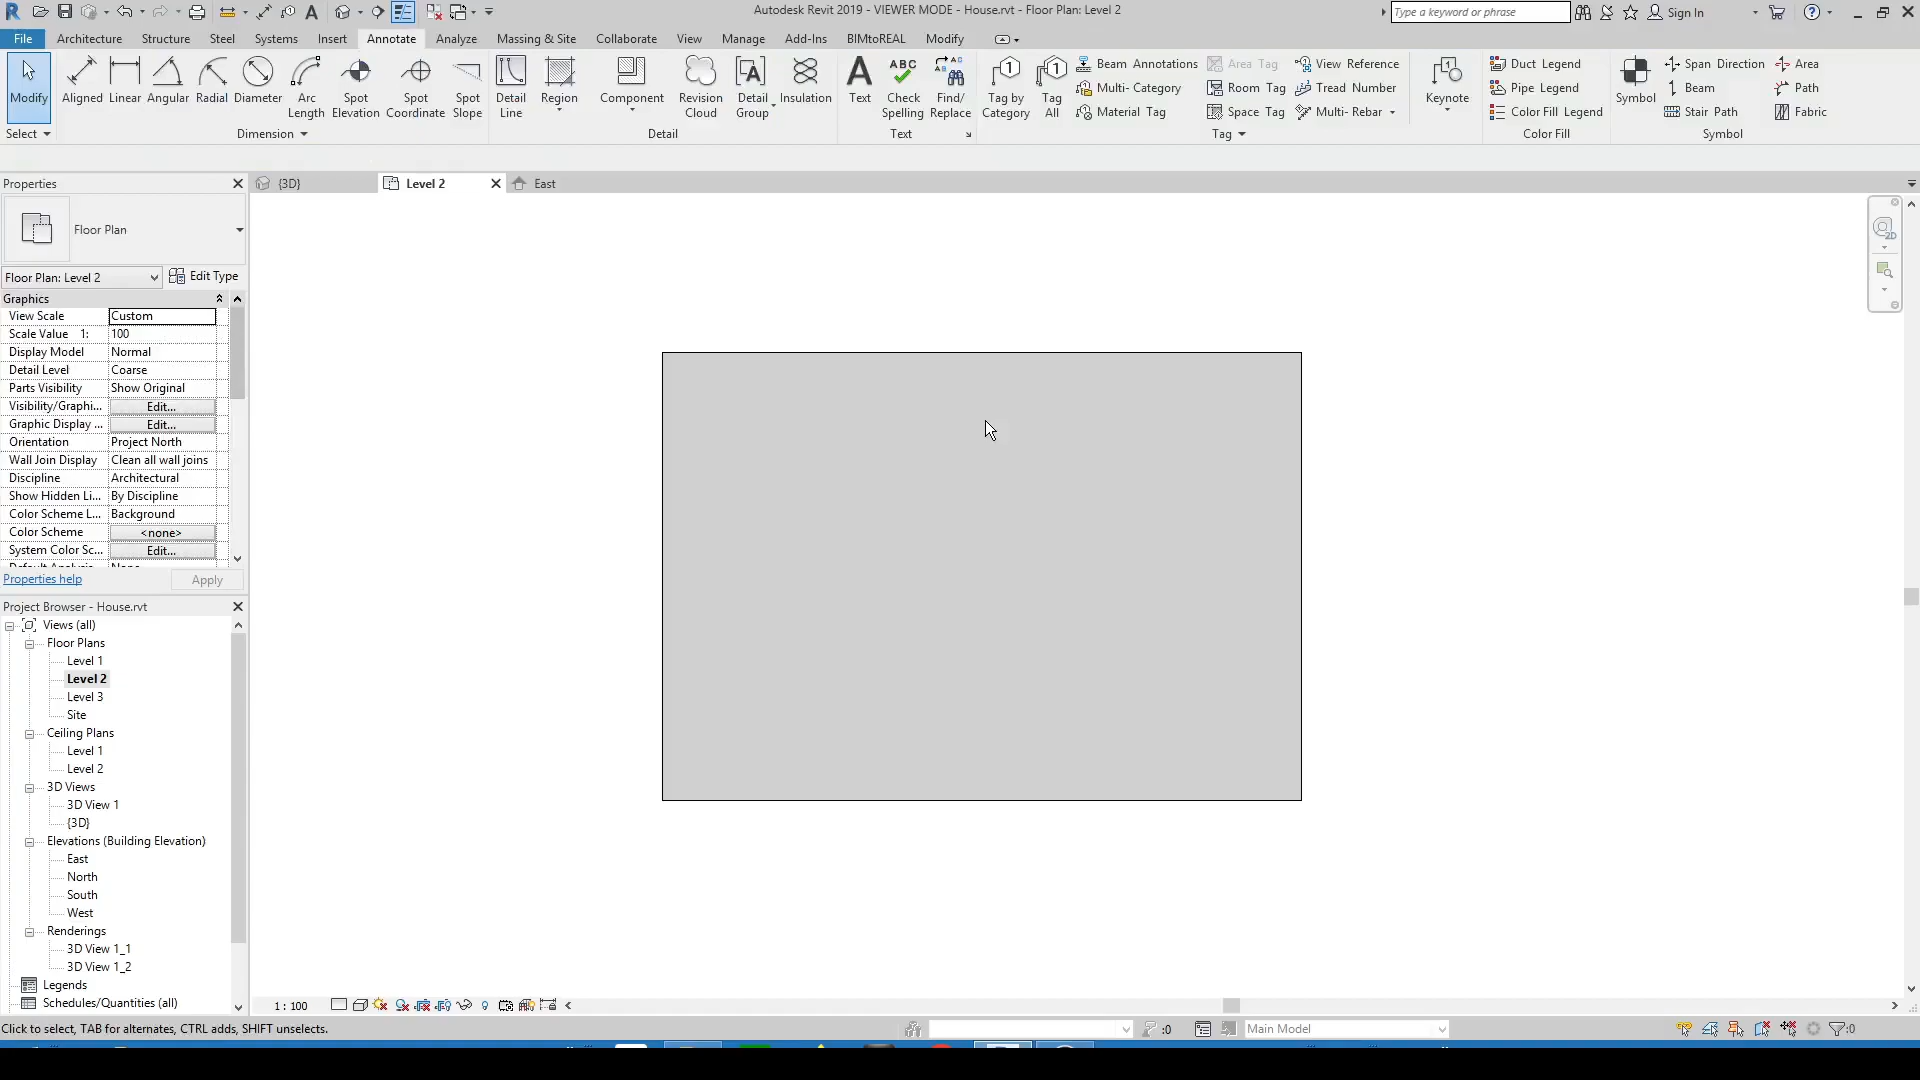 Autodesk Revit 2019 - VIEWER MODE - House.rvt - Floor Plan: Level 2
Type a keyword or phrase
Sign In
File Architecture Structure Steel Systems Insert Annotate Analyze Massing & Site Collaborate View Manage Add-Ins BIMtoREAL Modify
Modify
Select
Aligned
Linear
Angular
Radial
Diameter
Arc
Length
Spot
Elevation
Spot
Coordinate
Spot
Slope
Dimension
Detail
Line
Region
Component
Revision
Cloud
Detail
Group
Insulation
Detail
Text
ABC
Check
Spelling
Find/
Replace
Text
Tag by
Category
Tag
All
Beam Annotations
Multi- Category
Material Tag
Area Tag
Room Tag
Space Tag
View Reference
Tread Number
Multi- Rebar
Tag
Keynote
Duct Legend
Pipe Legend
Color Fill Legend
Color Fill
Symbol
Span Direction
Beam
Stair Path
Area
Path
Fabric
Symbol
Properties
{3D}
Level 2
East
Floor Plan
Floor Plan: Level 2
Edit Type
Graphics
View Scale Custom
Scale Value 1: 100
Display Model Normal
Detail Level Coarse
Parts Visibility Show Original
Visibility/Graphi... Edit...
Graphic Display ... Edit...
Orientation Project North
Wall Join Display Clean all wall joins
Discipline Architectural
Show Hidden Li... By Discipline
Color Scheme L... Background
Color Scheme <none>
System Color Sc... Edit...
Properties help
Apply
Project Browser - House.rvt
Views (all)
Floor Plans
Level 1
Level 2
Level 3
Site
Ceiling Plans
Level 1
Level 2
3D Views
3D View 1
{3D}
Elevations (Building Elevation)
East
North
South
West
Renderings
3D View 1_1
3D View 1_2
Legends
Schedules/Quantities (all)
1 : 100
Click to select, TAB for alternates, CTRL adds, SHIFT unselects.
:0
Main Model
:0